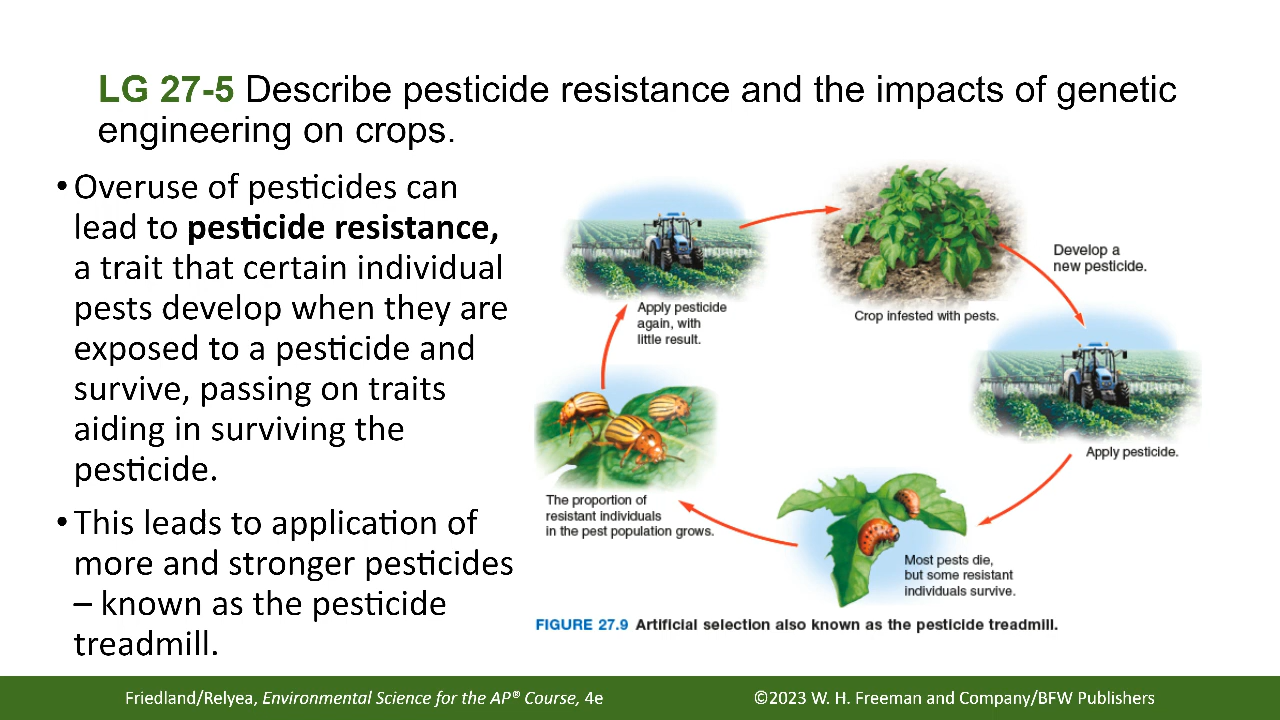 LG 27-5 Describe pesticide resistance and the impacts of genetic
engineering on crops.
• Overuse of pesticides can
lead to pesticide resistance,
a trait that certain individual
pests develop when they are
exposed to a pesticide and
survive, passing on traits
aiding in surviving the
pesticide.
• This leads to application of
more and stronger pesticides
– known as the pesticide
treadmill.
Apply pesticide
again, with
little result.
Crop infested with pests.
Develop a
new pesticide.
Apply pesticide.
Most pests die,
but some resistant
individuals survive.
The proportion of
resistant individuals
in the pest population grows.
FIGURE 27.9 Artificial selection also known as the pesticide treadmill.
Friedland/Relyea, Environmental Science for the AP® Course, 4e
©2023 W. H. Freeman and Company/BFW Publishers